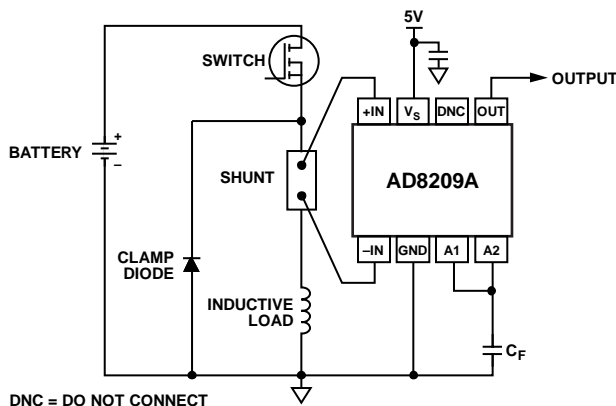 5V
SWITCH
OUTPUT
+IN
VS
DNC
OUT
+
BATTERY
–
SHUNT
AD8209A
–IN
GND
A1
A2
CLAMP
DIODE
INDUCTIVE
LOAD
CF
DNC = DO NOT CONNECT